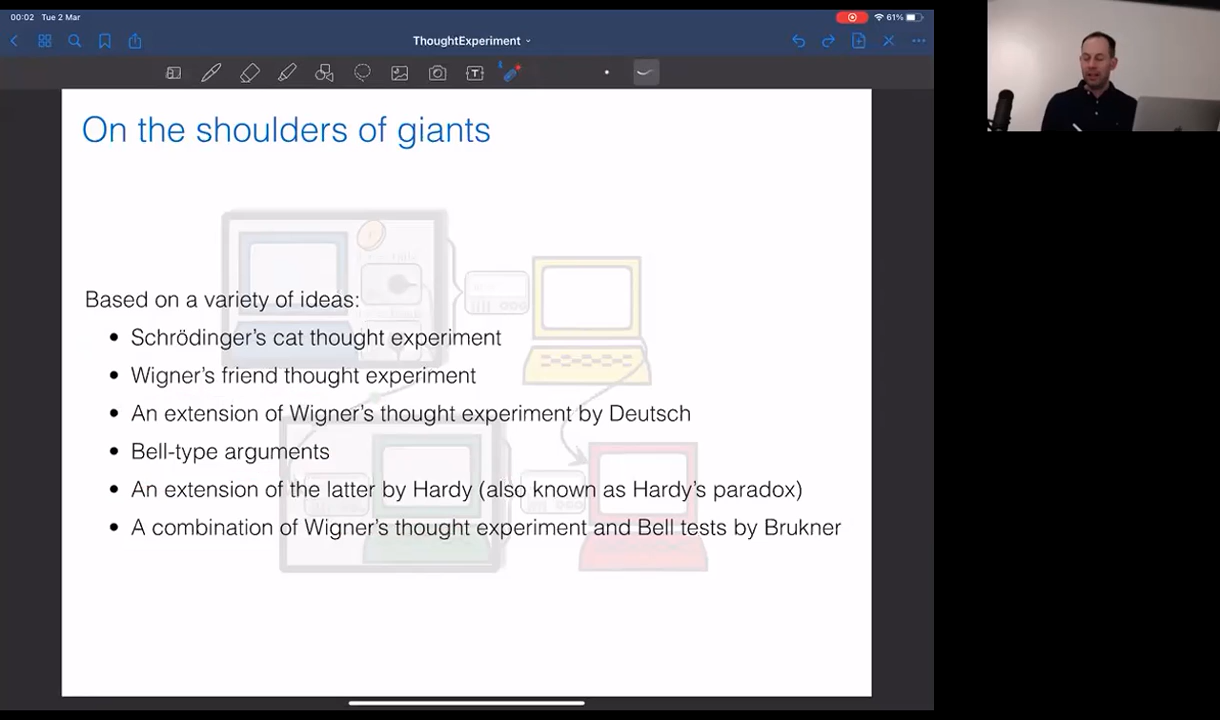 00:02 Tue 2 Mar
61%
ThoughtExperiment
T
On the shoulders of giants
Based on a variety of ideas:
• Schrödinger's cat thought experiment
• Wigner's friend thought experiment
• An extension of Wigner's thought experiment by Deutsch
• Bell-type arguments
• An extension of the latter by Hardy (also known as Hardy's paradox)
• A combination of Wigner's thought experiment and Bell tests by Brukner